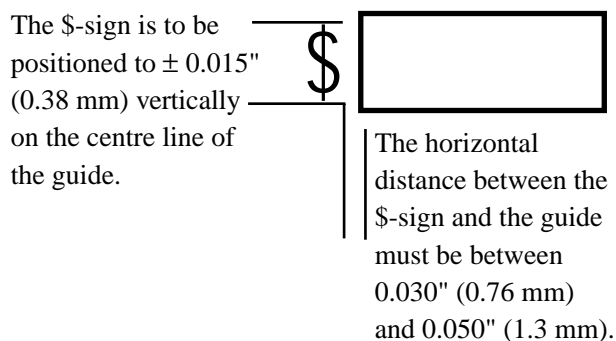 The $-sign is to be
positioned to ± 0.015"
(0.38 mm) vertically
on the centre line of
the guide.
$
The horizontal
distance between the
$-sign and the guide
must be between
0.030" (0.76 mm)
and 0.050" (1.3 mm).